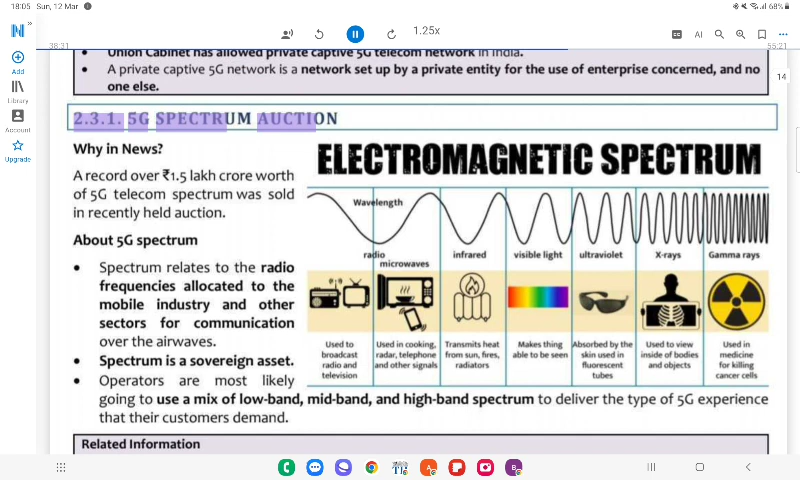 18:05 Sun, 12 Mar
68%
1.25x
AI
38:31
55:21
Add
Library
Account
Upgrade
14
Union Cabinet has allowed private captive 5G telecom network in India.
A private captive 5G network is a network set up by a private entity for the use of enterprise concerned, and no
one else.
2.3.1. 5G SPECTRUM AUCTION
Why in News?
A record over ₹1.5 lakh crore worth
of 5G telecom spectrum was sold
in recently held auction.
About 5G spectrum
• Spectrum relates to the radio
frequencies allocated to the
mobile industry and other
sectors for communication
over the airwaves.
• Spectrum is a sovereign asset.
• Operators are most likely
going to use a mix of low-band, mid-band, and high-band spectrum to deliver the type of 5G experience
that their customers demand.
ELECTROMAGNETIC SPECTRUM
Wavelength
radio
microwaves
infrared
visible light
ultraviolet
X-rays
Gamma rays
Used to
broadcast
radio and
television
Used in cooking,
radar, telephone
and other signals
Transmits heat
from sun, fires,
radiators
Makes thing
able to be seen
Absorbed by the
skin used in
fluorescent
tubes
Used to view
inside of bodies
and objects
Used in
medicine
for killing
cancer cells
Related Information